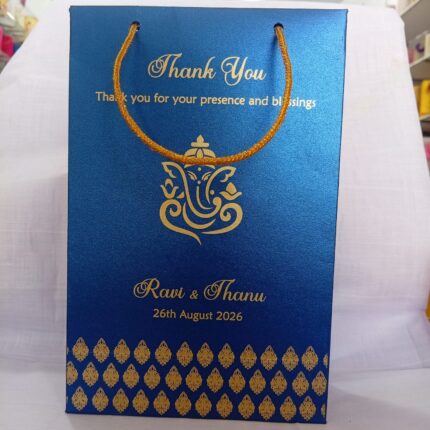 Thank You
Thank you for your presence and blessings
Ravi & Thanu
26th August 2026